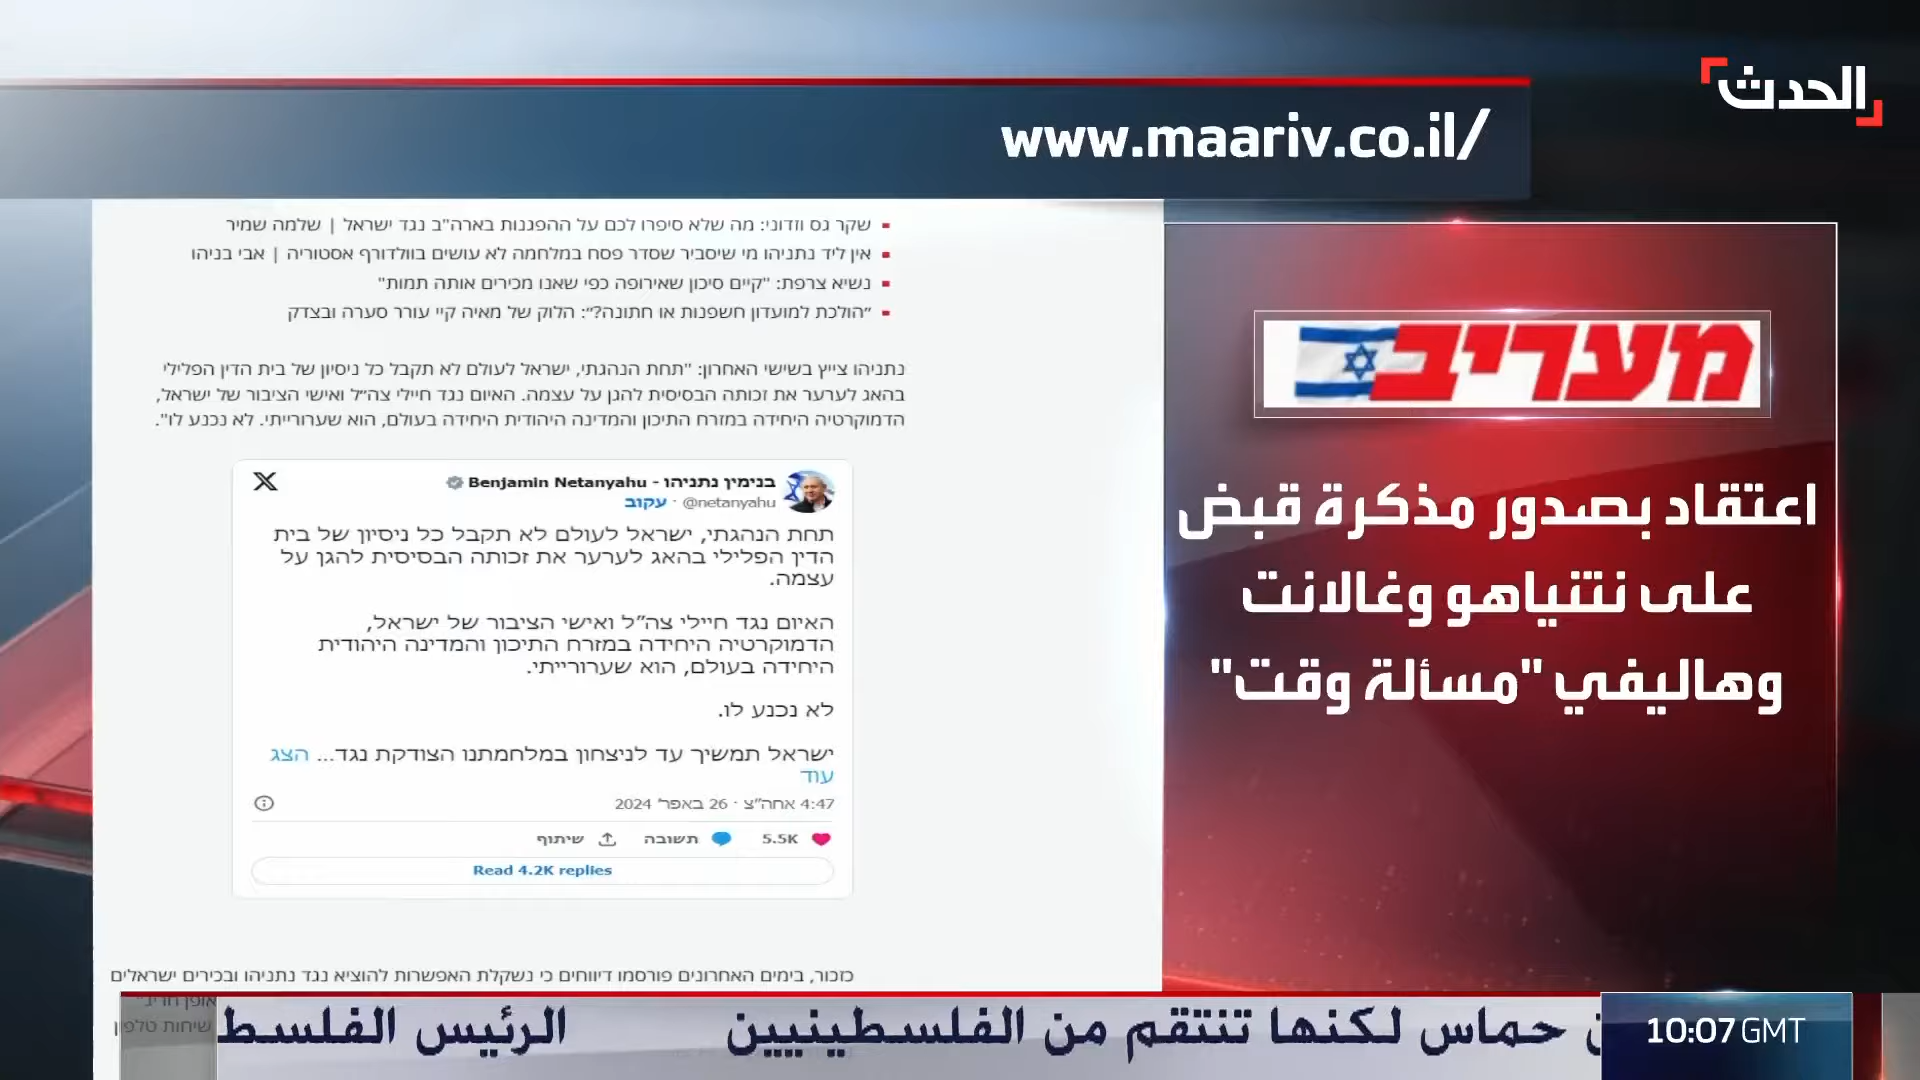 الحدث
www.maariv.co.il/
שקר גס וזדוני: מה שלא סיפרו לכם על ההפגנות בארה"ב נגד ישראל | שלמה שמיר
אין ליד נתניהו מי שיסביר שסדר פסח במלחמה לא עושים בוולדורף אסטוריה | אבי בניהו
נשיא צרפת: "קיים סיכון שאירופה כפי שאנו מכירים אותה תמות"
״הולכת למועדון חשפנות או חתונה?״: הלוק של מאיה קיי עורר סערה ובצדק
נתניהו צייץ בשישי האחרון: "תחת הנהגתי, ישראל לעולם לא תקבל כל ניסיון של בית הדין הפלילי
בהאג לערער את זכותה הבסיסית להגן על עצמה. האיום נגד חיילי צה״ל ואישי הציבור של ישראל,
הדמוקרטיה היחידה במזרח התיכון והמדינה היהודית היחידה בעולם, הוא שערורייתי. לא נכנע לו".
Benjamin Netanyahu - בנימין נתניהו
@netanyahu · עקוב
תחת הנהגתי, ישראל לעולם לא תקבל כל ניסיון של בית
הדין הפלילי בהאג לערער את זכותה הבסיסית להגן על
עצמה.
האיום נגד חיילי צה״ל ואישי הציבור של ישראל,
הדמוקרטיה היחידה במזרח התיכון והמדינה היהודית
היחידה בעולם, הוא שערורייתי.
לא נכנע לו.
ישראל תמשיך עד לניצחון במלחמתנו הצודקת נגד... הצג
עוד
4:47 אחה״צ · 26 באפר׳ 2024
5.5K תשובה שיתוף
Read 4.2K replies
כזכור, בימים האחרונים פורסמו דיווחים כי נשקלת האפשרות להוציא נגד נתניהו ובכירים ישראלים
שיחות טלפון
מעריב
اعتقاد بصدور مذكرة قبض
على نتنياهو وغالانت
وهاليفي "مسألة وقت"
حماس لكنها تنتقم من الفلسطينيين الرئيس الفلسط
10:07 GMT